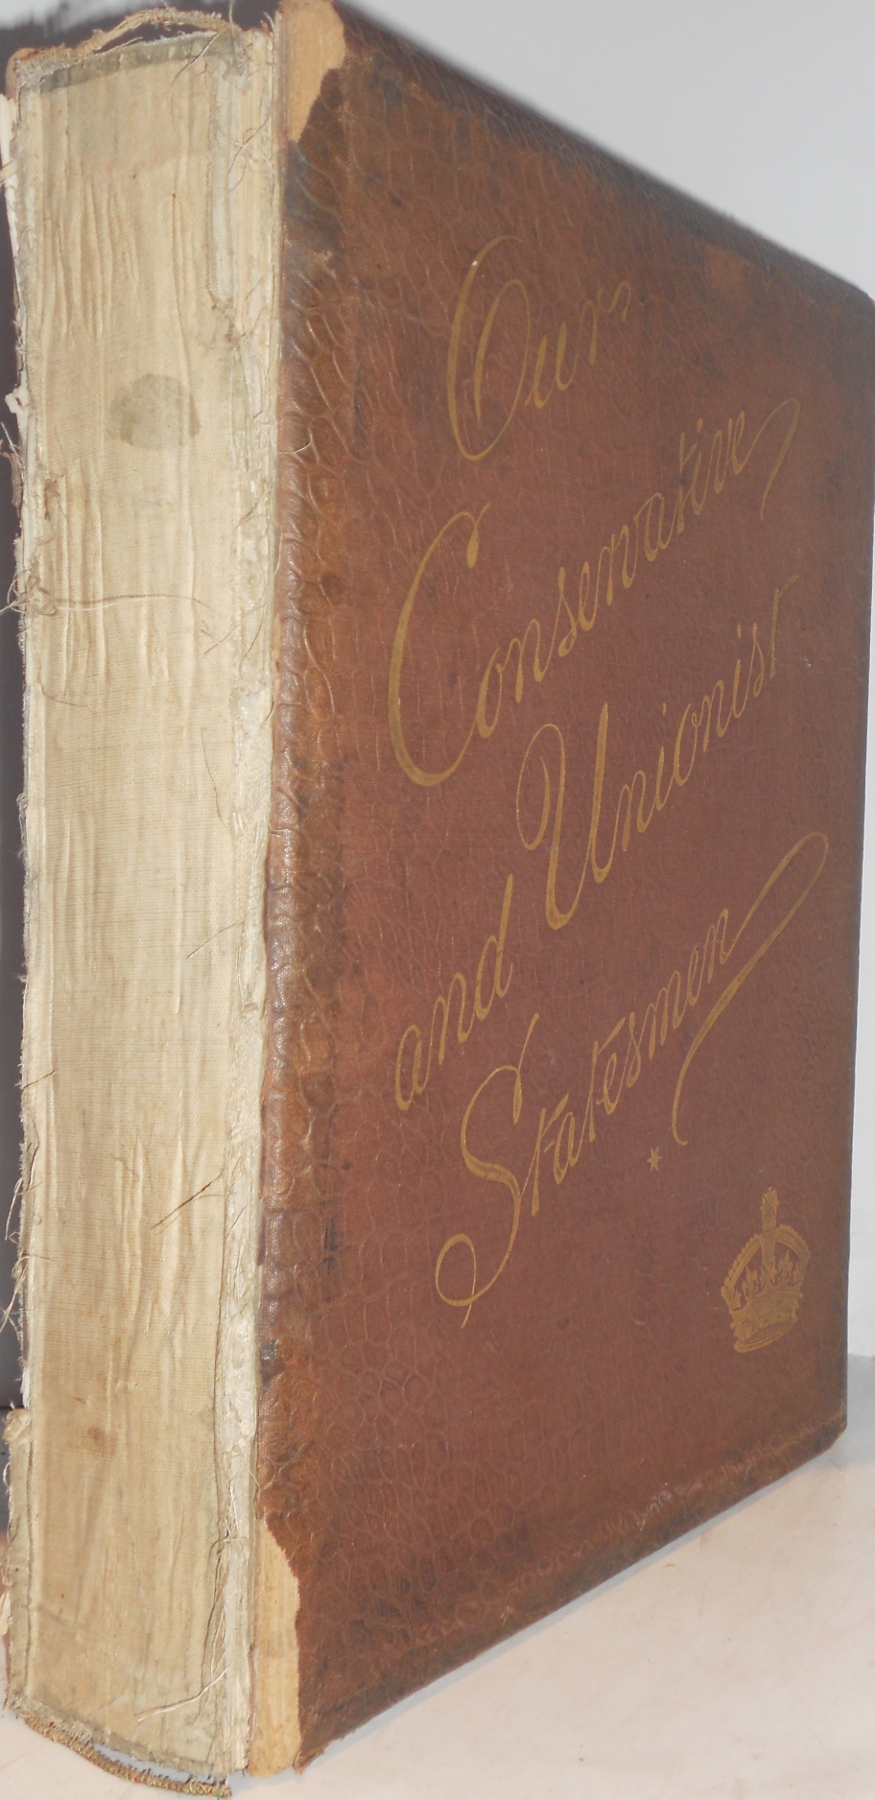 Our
Conservative
and Unionist
Statesmen